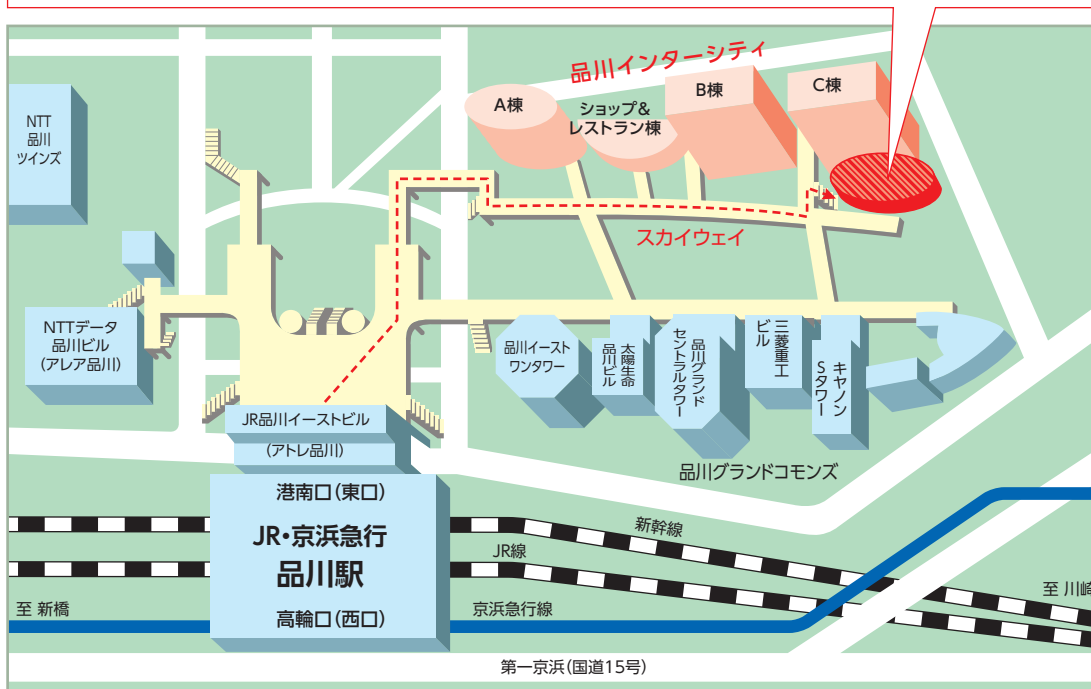 品川インターシティ
A棟
ショップ&
レストラン棟
B棟
C棟
NTT
品川
ツインズ
スカイウェイ
NTTデータ
品川ビル
(アレア品川)
品川イースト
ワンタワー
太陽生命
品川ビル
品川グランド
セントラルタワー
三菱重工
ビル
キヤノン
Sタワー
JR品川イーストビル
(アトレ品川)
品川グランドコモンズ
港南口(東口)
JR・京浜急行
品川駅
高輪口(西口)
新幹線
JR線
京浜急行線
至 新橋
至 川崎
第一京浜(国道15号)